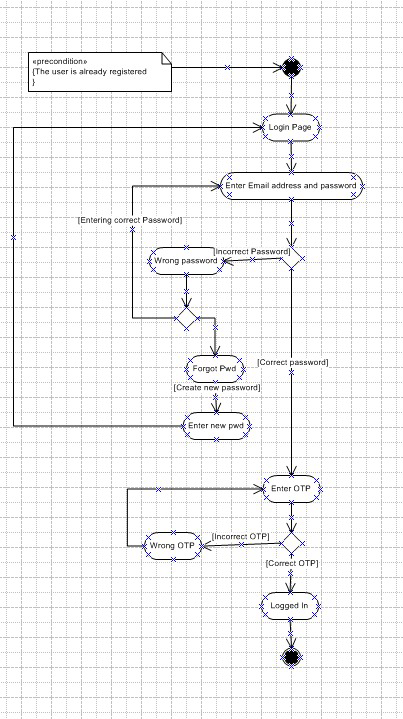 «precondition»
{The user is already registered
}
Login Page
Enter Email address and password
[Entering correct Password]
[Incorrect Password]
Wrong password
[Correct password]
Forgot Pwd
[Create new password]
Enter new pwd
Enter OTP
[Incorrect OTP]
Wrong OTP
[Correct OTP]
Logged In